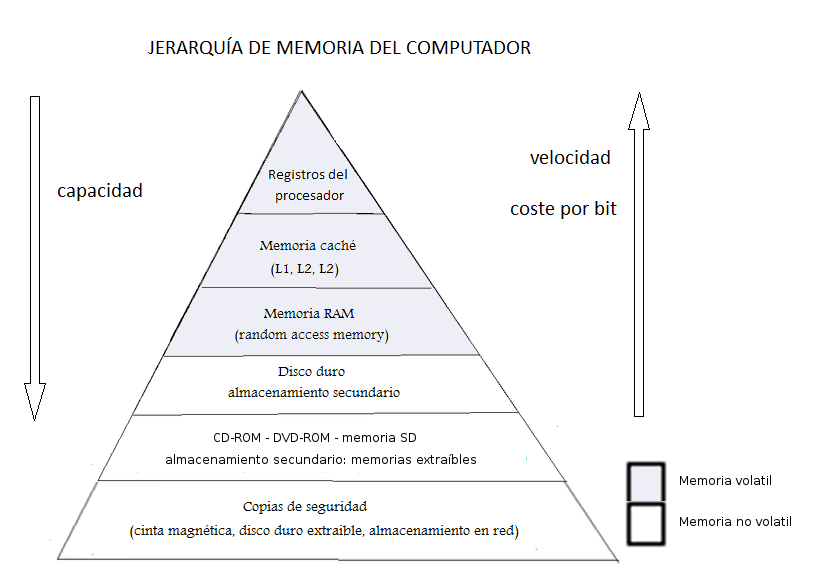 JERARQUÍA DE MEMORIA DEL COMPUTADOR
capacidad
velocidad
coste por bit
Registros del
procesador
Memoria caché
(L1, L2, L2)
Memoria RAM
(random access memory)
Disco duro
almacenamiento secundario
CD-ROM - DVD-ROM - memoria SD
almacenamiento secundario: memorias extraíbles
Copias de seguridad
(cinta magnética, disco duro extraible, almacenamiento en red)
Memoria volatil
Memoria no volatil